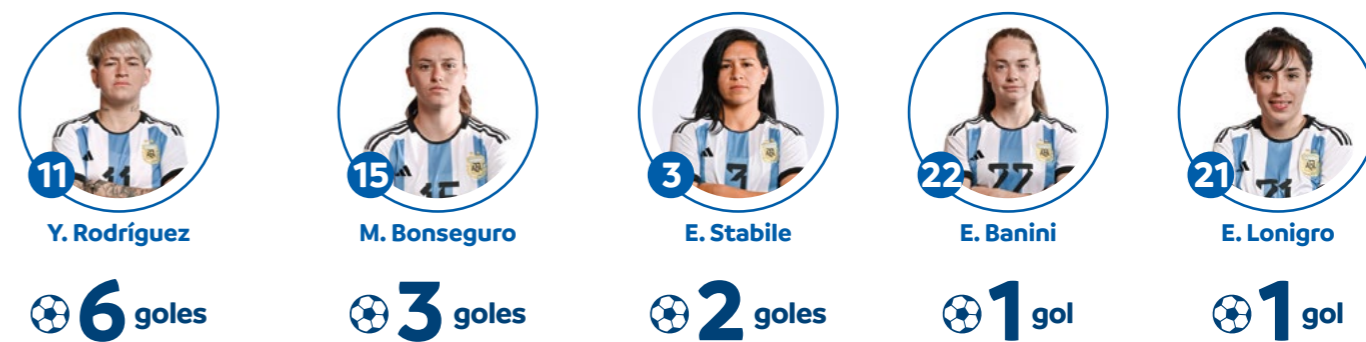 11
15
3
22
21
Y. Rodríguez
M. Bonseguro
E. Stabile
E. Banini
E. Lonigro
6 goles
3 goles
2 goles
1 gol
1 gol